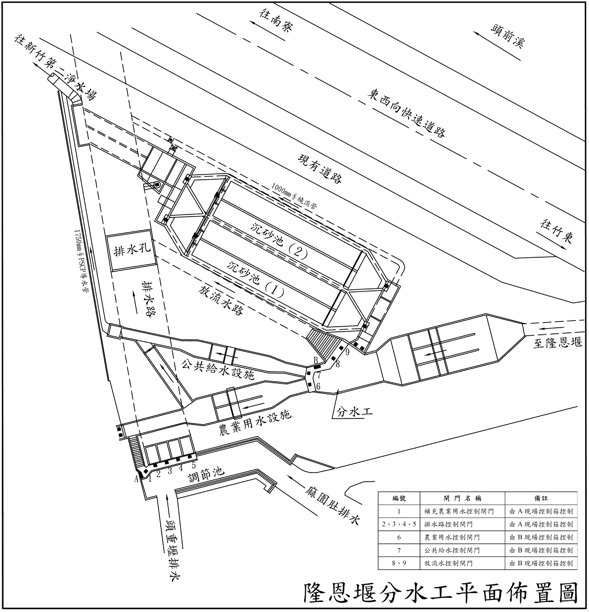 往南寮
頭前溪
往新竹第二淨水場
東西向快速道路
現有道路
1000mm§繞流管
往竹東
1750mm§PSCP導水管
排水孔
沉砂池(2)
沉砂池(1)
放流水路
排水路
至隆恩堰
公共給水設施
B
9
8
7
6
分水工
農業用水設施
A 1 2 3 4 5
調節池
麻園肚排水
頭重壢排水
編號 閘門名稱 備註
1 補充農業用水控制閘門 由A現場控制箱控制
2、3、4、5 排水路控制閘門 由A現場控制箱控制
6 農業用水控制閘門 由B現場控制箱控制
7 公共給水控制閘門 由B現場控制箱控制
8、9 放流水控制閘門 由B現場控制箱控制
隆恩堰分水工平面佈置圖